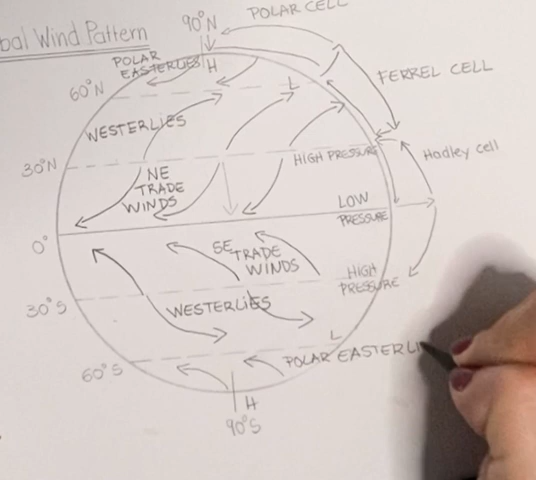 bal Wind Pattern
90°N
POLAR CELL
POLAR
EASTERLIES
H
60°N
L
FERREL CELL
WESTERLIES
30°N
HIGH PRESSURE
Hadley cell
NE
TRADE
WINDS
LOW
PRESSURE
0°
SE TRADE
WINDS
HIGH
PRESSURE
30°S
WESTERLIES
L
60°S
POLAR EASTERLI
H
90°S